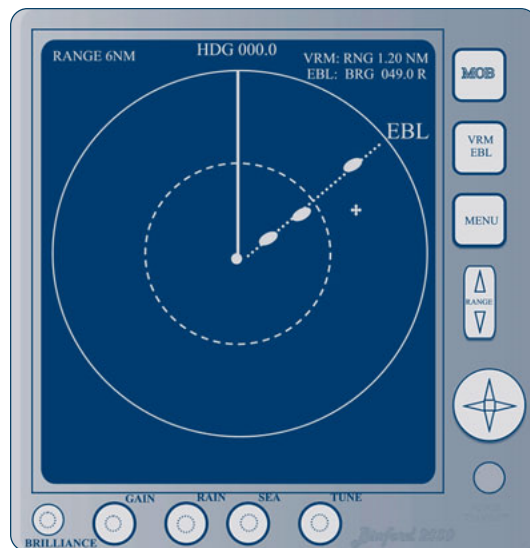 RANGE 6NM
HDG 000.0
VRM: RNG 1.20 NM
EBL: BRG 049.0 R
EBL
MOB
VRM
EBL
MENU
RANGE
GAIN
RAIN
SEA
TUNE
BRILLIANCE